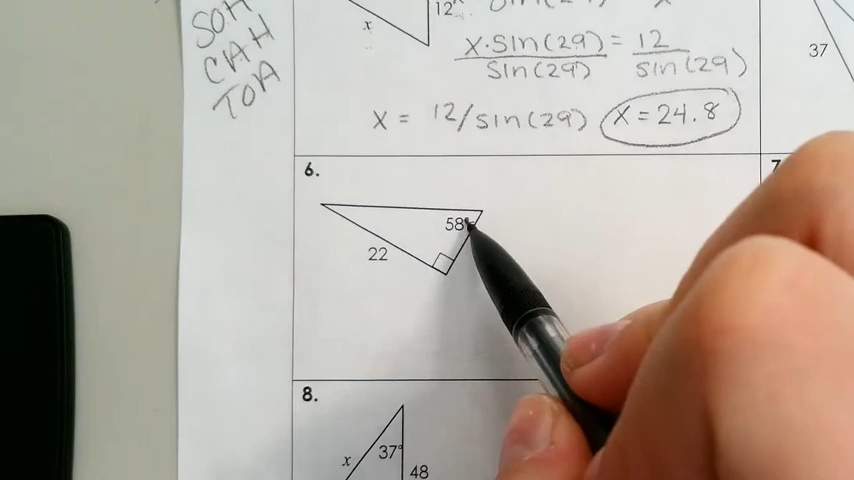 SOH
CAH
TOA
x
12
x·sin(29) = 12
sin(29) sin(29)
x = 12/sin(29) x = 24.8
37
6.
58°
22
7
8.
37°
x
48